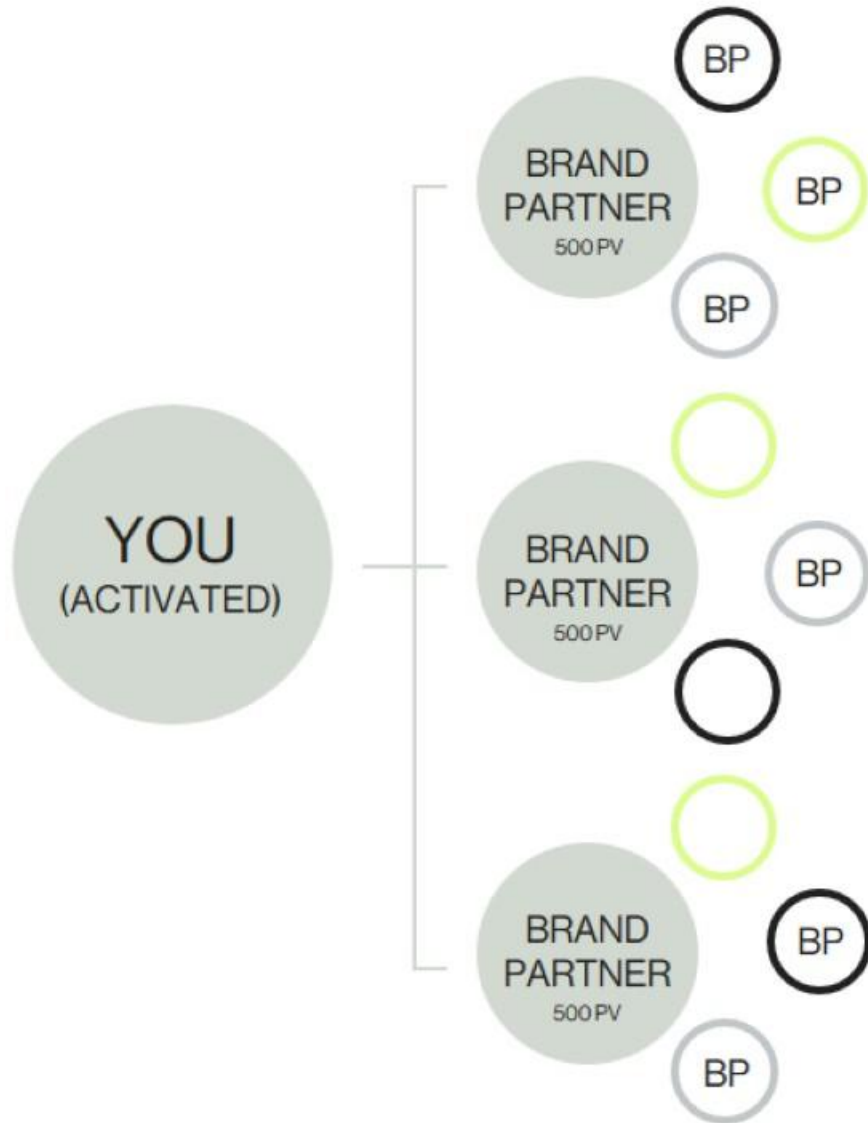 BP
BRAND
PARTNER
500 PV
BP
BP
YOU
(ACTIVATED)
BRAND
PARTNER
500 PV
BP
BRAND
PARTNER
500 PV
BP
BP